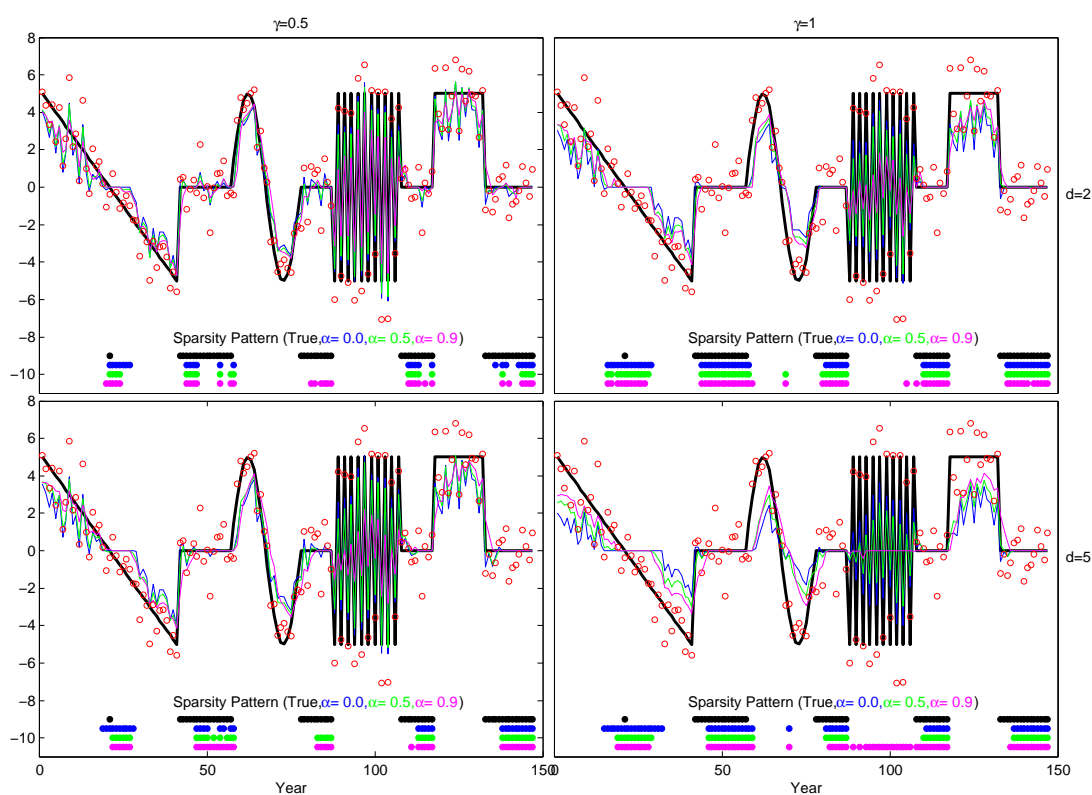 γ=0.5
γ=1
8
6
4
2
0
−2
−4
−6
−8
−10
Sparsity Pattern (True,α= 0.0,α= 0.5,α= 0.9)
Sparsity Pattern (True,α= 0.0,α= 0.5,α= 0.9)
d=2
8
6
4
2
0
−2
−4
−6
−8
−10
Sparsity Pattern (True,α= 0.0,α= 0.5,α= 0.9)
Sparsity Pattern (True,α= 0.0,α= 0.5,α= 0.9)
d=5
0 50 100 150
0 50 100 150
Year
Year